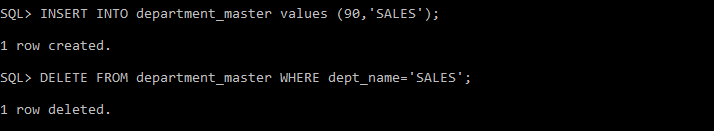 SQL> INSERT INTO department_master values (90,'SALES');
1 row created.
SQL> DELETE FROM department_master WHERE dept_name='SALES';
1 row deleted.